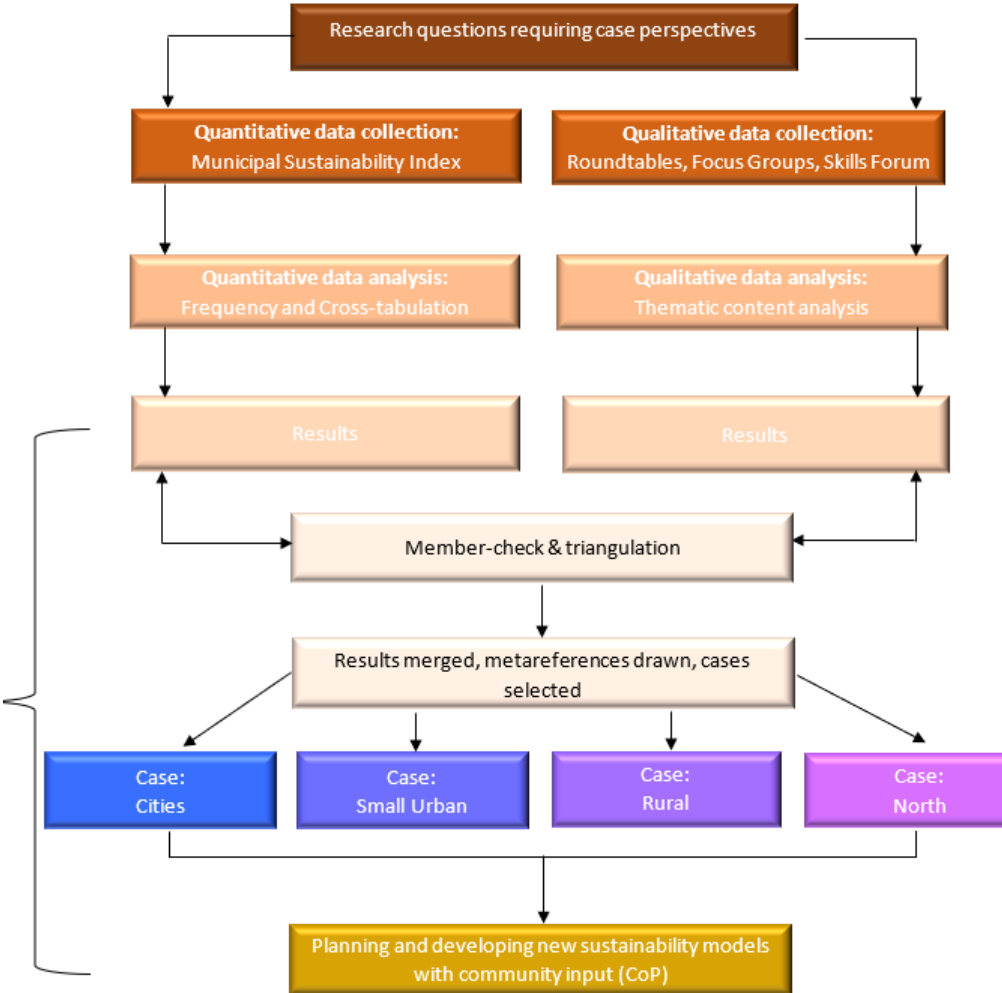 Research questions requiring case perspectives
Quantitative data collection:
Municipal Sustainability Index
Qualitative data collection:
Roundtables, Focus Groups, Skills Forum
Quantitative data analysis:
Frequency and Cross-tabulation
Qualitative data analysis:
Thematic content analysis
Results
Results
Member-check & triangulation
Results merged, metareferences drawn, cases
selected
Case:
Cities
Case:
Small Urban
Case:
Rural
Case:
North
Planning and developing new sustainability models
with community input (CoP)